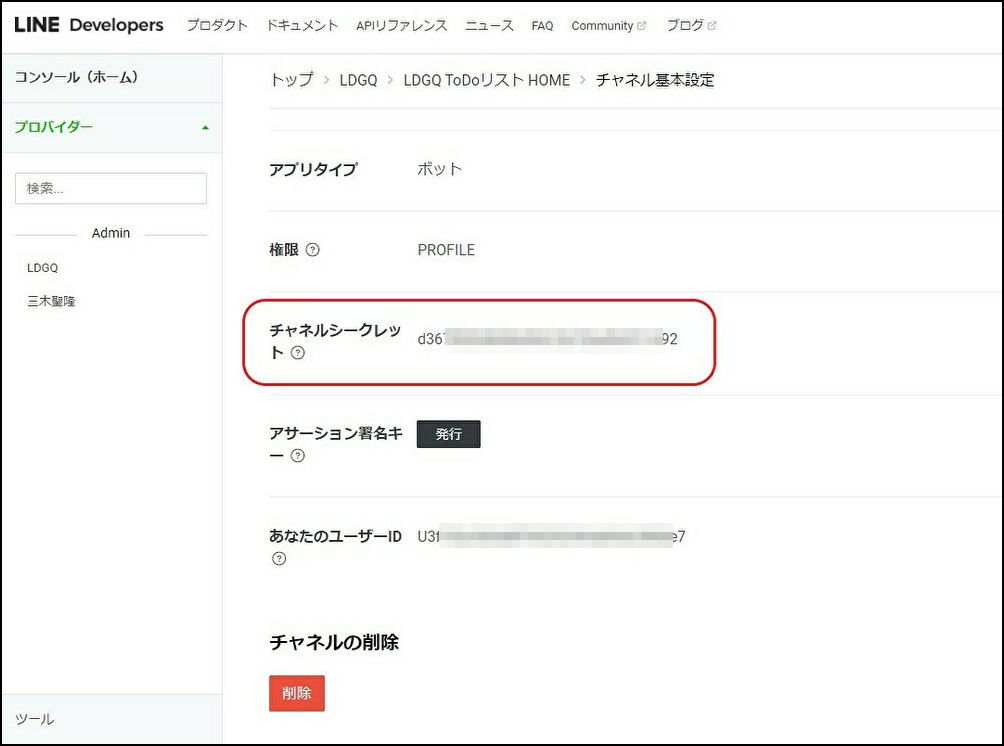 LINE Developers プロダクト ドキュメント APIリファレンス ニュース FAQ Community ブログ
コンソール（ホーム）
プロバイダー
検索...
Admin
LDGQ
三木聖隆
ツール
トップ > LDGQ > LDGQ ToDoリスト HOME > チャネル基本設定
アプリタイプ ボット
権限 ? PROFILE
チャネルシークレッ
ト ?
d367 92
アサーション署名キ
ー ?
発行
あなたのユーザーID
?
U3f e7
チャネルの削除
削除